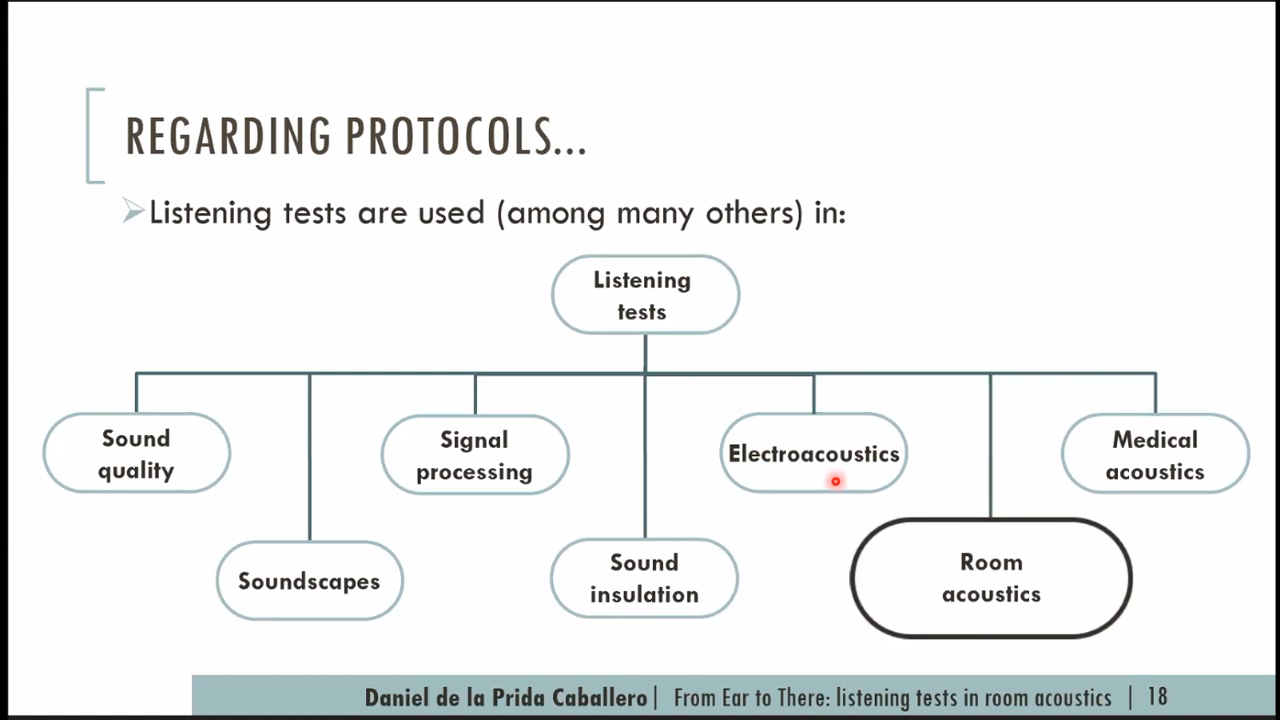 REGARDING PROTOCOLS...
Listening tests are used (among many others) in:
Listening
tests
Sound
quality
Signal
processing
Electroacoustics
Medical
acoustics
Soundscapes
Sound
insulation
Room
acoustics
Daniel de la Prida Caballero | From Ear to There: listening tests in room acoustics | 18